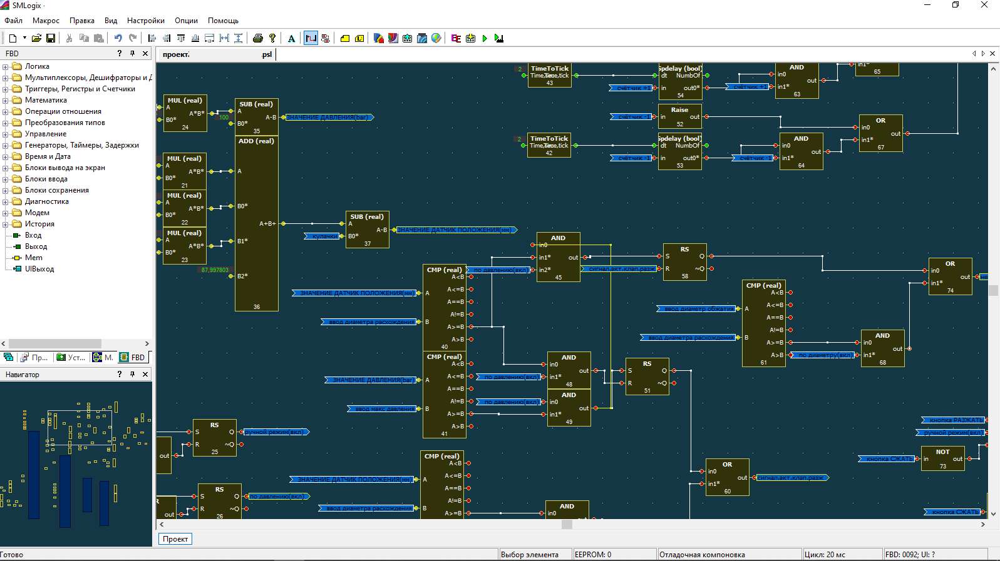 SMLogix -
Файл Макрос Правка Вид Настройки Опции Помощь
FBD
Логика
Мультиплексоры, Дешифраторы и Д
Триггеры, Регистры и Счетчики
Математика
Операции отношения
Преобразования типов
Управление
Генераторы, Таймеры, Задержки
Время и Дата
Блоки вывода на экран
Блоки ввода
Блоки сохранения
Диагностика
Модем
История
Вход
Выход
Mem
UIВыход
Пр... Уст... М. FBD
Навигатор
проект .psl
MUL (real)
A A*B*
B0*
24
100
SUB (real)
A A-B
B0*
35
ЗНАЧЕНИЕ ДАВЛЕНИЯ(bar)
MUL (real)
A A*B*
B0*
21
MUL (real)
A A*B*
B0*
22
MUL (real)
A A*B*
B0*
23
87,997803
ADD (real)
A
B0*
A+B+
B1*
B2*
36
кулачки
SUB (real)
A A-B
B0*
37
ЗНАЧЕНИЕ ДАТЧИК ПОЛОЖЕНИЯ(мм)
2
TimeToTick
43
счётчик +1
Spdelay (bool)
dt NumbOf
in out0*
54
счётчик +1
AND
in0
in1* out
63
in1*
65
счётчик -1
Raise
in out
52
2
TimeToTick
42
счётчик -1
Spdelay (bool)
dt NumbOf
in out0*
53
счётчик -1
AND
in0
in1* out
64
OR
in0
in1* out
67
ЗНАЧЕНИЕ ДАТЧИК ПОЛОЖЕНИЯ(мм)
ввод диаметра расхождения
CMP (real)
A<B
A<=B
A
A==B
A!=B
B
A>=B
A>B
40
по давлению(вкл)
AND
in0
in1* out
in2*
45
сигнал.акт.клап.разж
RS
S Q
R ~Q
58
ЗНАЧЕНИЕ ДАВЛЕНИЯ(bar)
ввод макс давления
CMP (real)
A<B
A<=B
A
A==B
A!=B
B
A>=B
A>B
41
по давлению(вкл)
AND
in0
in1* out
48
по давлению(вкл)
AND
in0
in1* out
49
RS
S Q
R ~Q
51
ввод диаметр обжатия
ввод диаметра расхождения
CMP (real)
A<B
A<=B
A
A==B
A!=B
B
A>=B
A>B
61
по диаметру(вкл)
AND
in0
in1* out
68
OR
in0
in1* out
74
RS
S Q
R ~Q
25
ручной режим(вкл)
out
RS
S Q
R ~Q
26
по давлению(вкл)
out
ЗНАЧЕНИЕ ДАТЧИК ПОЛОЖЕНИЯ(мм)
ввод диаметра расхождения
CMP (real)
A<B
A<=B
A
A==B
A!=B
B
A>=B
AND
in0
OR
in0
in1* out
60
сигнал.акт.клап.разж
кнопка РАЗЖАТЬ
ручной режим(вкл)
кнопка СЖАТЬ
NOT
in out
73
кнопка СЖАТЬ
Проект
Готово Выбор элемента EEPROM: 0 Отладочная компоновка Цикл: 20 мс FBD: 0092; UI: ?